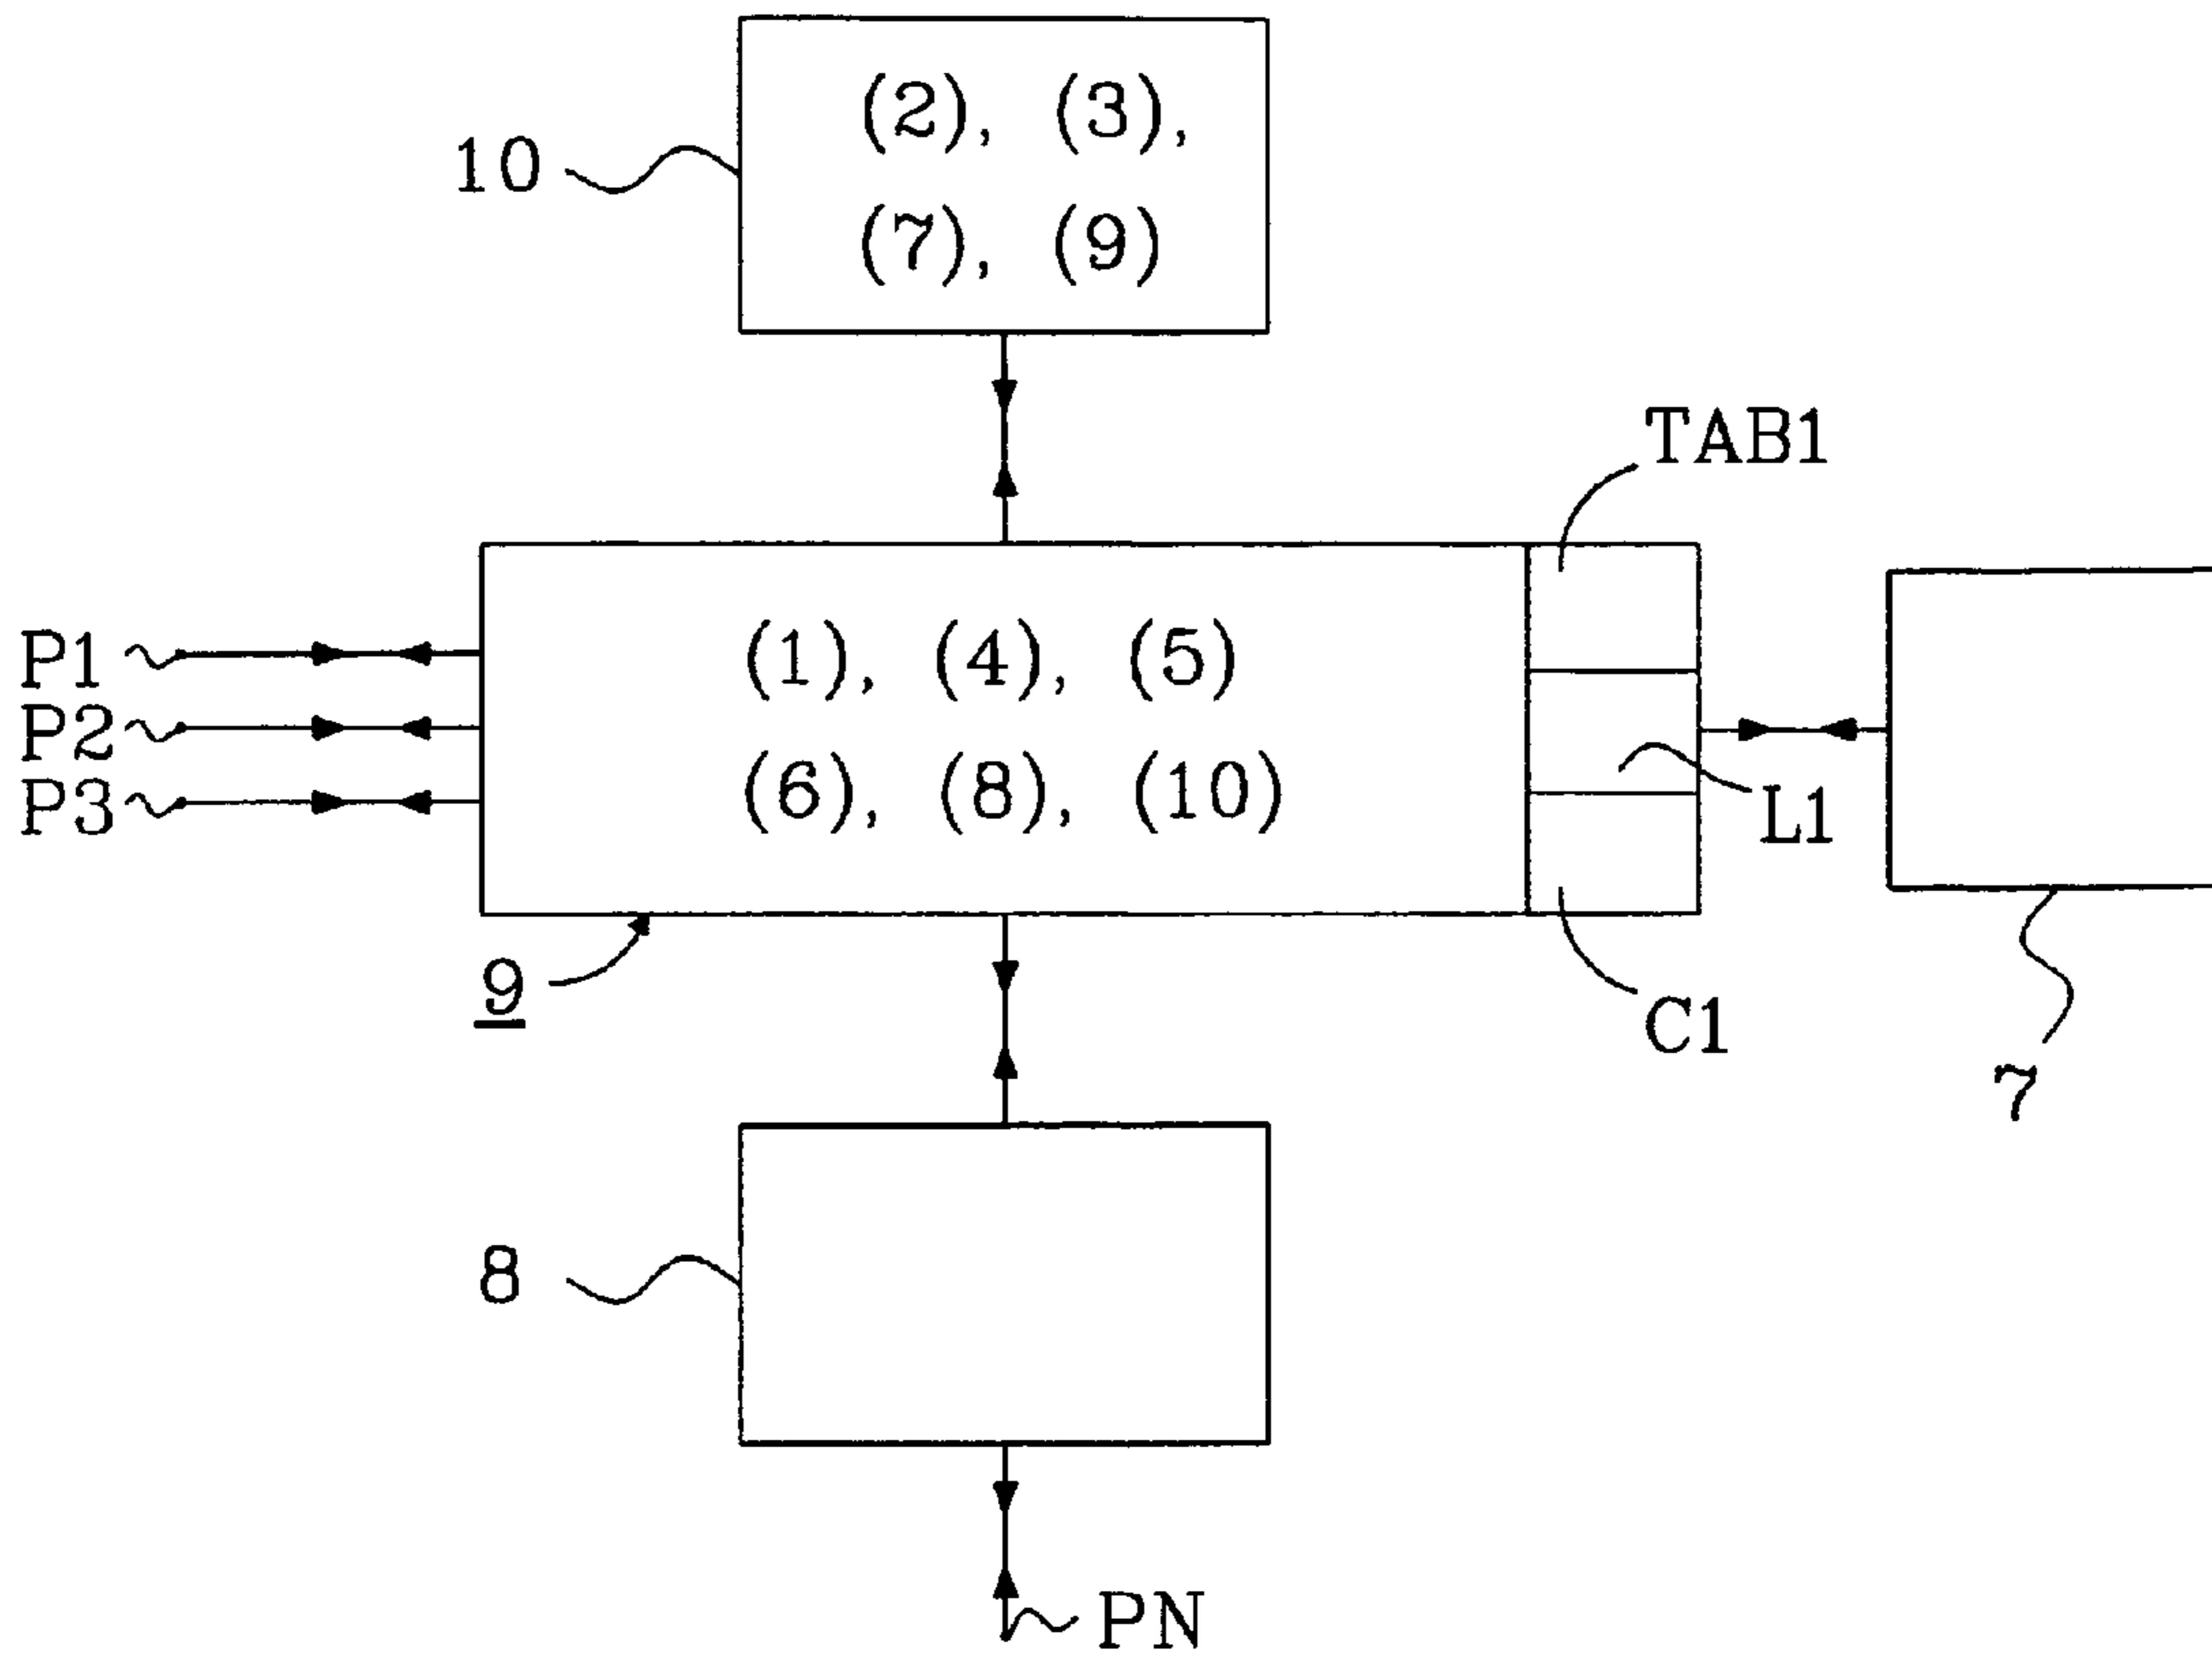 (2), (3),
10
(7), (9)
TAB1
P1
(1), (4), (5)
P2
P3
(6), (8), (10)
L1
9
C1
7
8
PN